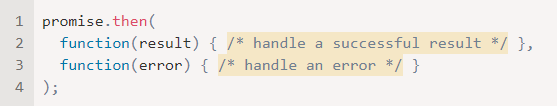 1 promise.then(
2   function(result) { /* handle a successful result */ },
3   function(error) { /* handle an error */ }
4 );